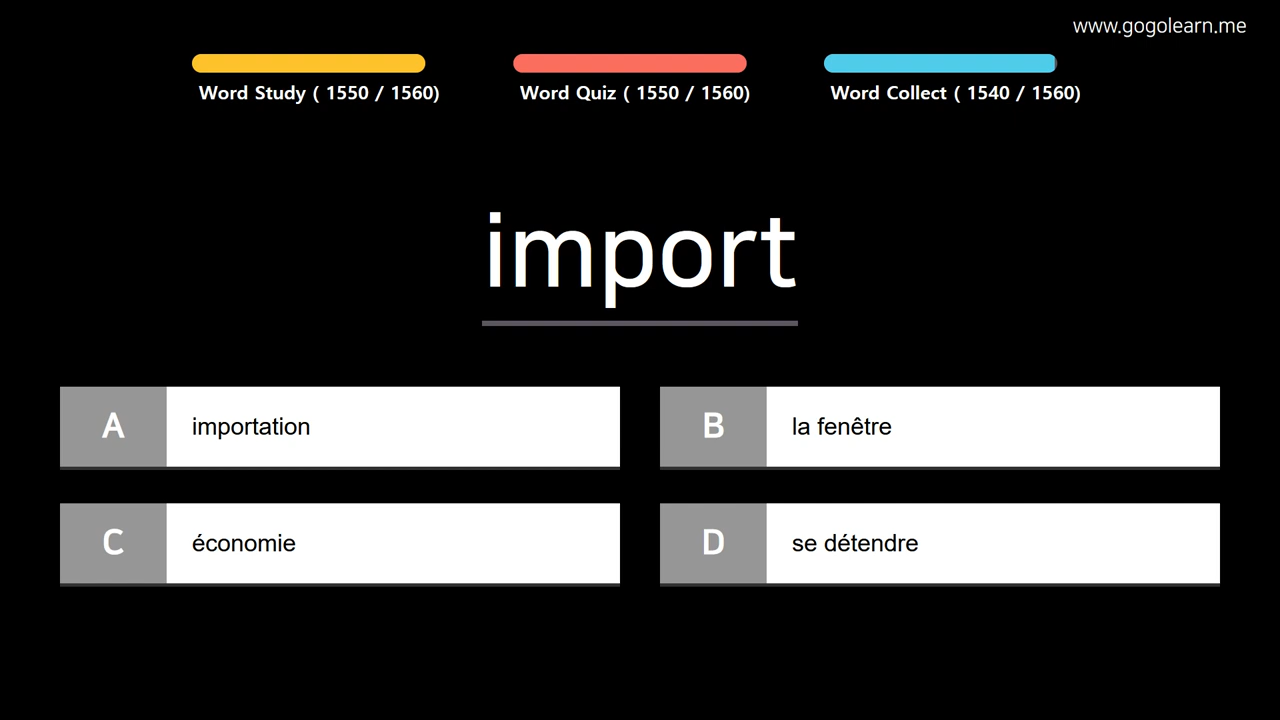 www.gogolearn.me
Word Study ( 1550 / 1560)
Word Quiz ( 1550 / 1560)
Word Collect ( 1540 / 1560)
import
A importation
B la fenêtre
C économie
D se détendre